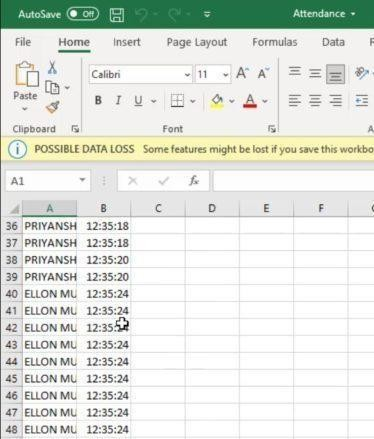 AutoSave Off Attendance
File Home Insert Page Layout Formulas Data
Paste Calibri 11 A A
B I U A
Clipboard Font
POSSIBLE DATA LOSS Some features might be lost if you save this workbo
A1 fx
A B C D E F
36 PRIYANSH 12:35:18
37 PRIYANSH 12:35:18
38 PRIYANSH 12:35:20
39 PRIYANSH 12:35:20
40 ELLON MU 12:35:24
41 ELLON MU 12:35:24
42 ELLON MU 12:35:24
43 ELLON MU 12:35:24
44 ELLON MU 12:35:24
45 ELLON MU 12:35:24
46 ELLON MU 12:35:24
47 ELLON MU 12:35:24
48 ELLON MU 12:35:24